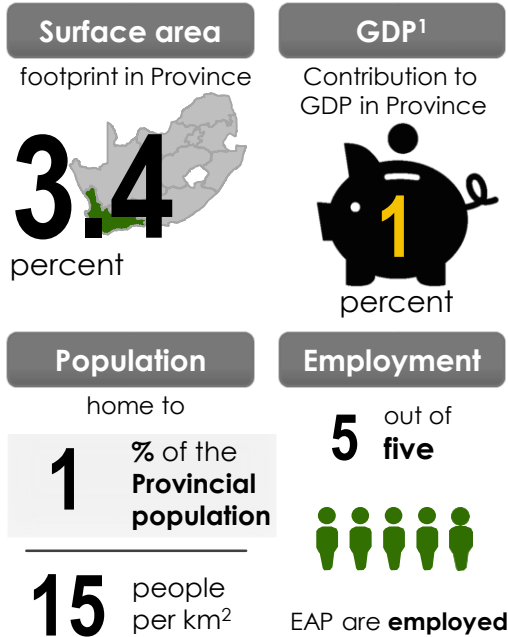 Surface area
footprint in Province
3.4
percent
GDP¹
Contribution to
GDP in Province
1
percent
Population
home to
1
% of the
Provincial
population
15
people
per km²
Employment
5
out of
five
EAP are employed